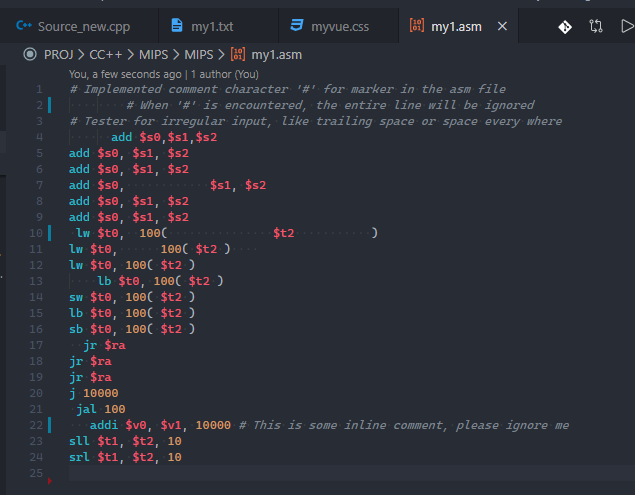 Source_new.cpp my1.txt myvue.css my1.asm
PROJ > CC++ > MIPS > MIPS > my1.asm
You, a few seconds ago | 1 author (You)
1 # Implemented comment character '#' for marker in the asm file
2 # When '#' is encountered, the entire line will be ignored
3 # Tester for irregular input, like trailing space or space every where
4 add $s0,$s1,$s2
5 add $s0, $s1, $s2
6 add $s0, $s1, $s2
7 add $s0, $s1, $s2
8 add $s0, $s1, $s2
9 add $s0, $s1, $s2
10 lw $t0, 100( $t2 )
11 lw $t0, 100( $t2 )
12 lw $t0, 100( $t2 )
13 lb $t0, 100( $t2 )
14 sw $t0, 100( $t2 )
15 lb $t0, 100( $t2 )
16 sb $t0, 100( $t2 )
17 jr $ra
18 jr $ra
19 jr $ra
20 j 10000
21 jal 100
22 addi $v0, $v1, 10000 # This is some inline comment, please ignore me
23 sll $t1, $t2, 10
24 srl $t1, $t2, 10
25